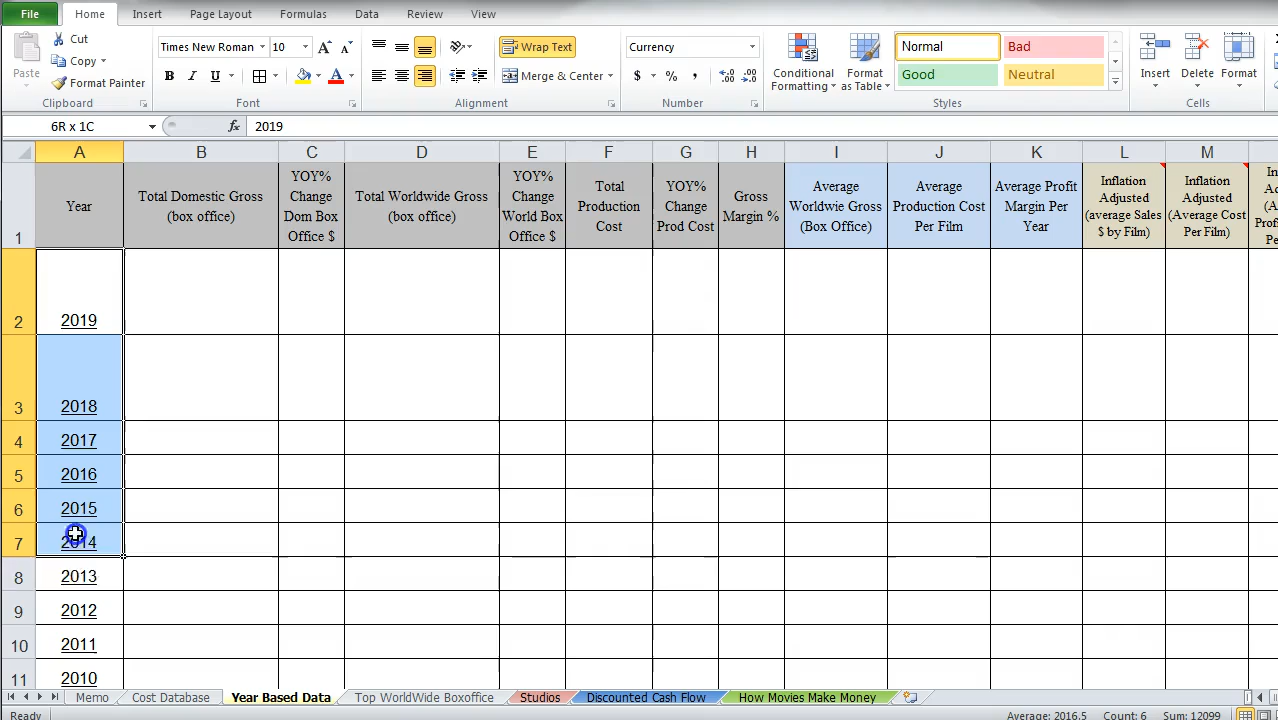 File Home Insert Page Layout Formulas Data Review View
Paste Cut Copy Format Painter Clipboard
Times New Roman 10 A A
B I U A Font
Wrap Text Merge & Center Alignment
Currency $ % , .0 .00 .00 .0 Number
Conditional Formatting Format as Table
Normal Bad Good Neutral Styles
Insert Delete Format Cells
6R x 1C fx 2019
A B C D E F G H I J K L M
1
Year
Total Domestic Gross
(box office)
YOY%
Change
Dom Box
Office $
Total Worldwide Gross
(box office)
YOY%
Change
World Box
Office $
Total
Production
Cost
YOY%
Change
Prod Cost
Gross
Margin %
Average
Worldwie Gross
(Box Office)
Average
Production Cost
Per Film
Average Profit
Margin Per
Year
Inflation
Adjusted
(average Sales
$ by Film)
Inflation
Adjusted
(Average Cost
Per Film)
2 2019
3 2018
4 2017
5 2016
6 2015
7 2014
8 2013
9 2012
10 2011
11 2010
Memo Cost Database Year Based Data Top WorldWide Boxoffice Studios Discounted Cash Flow How Movies Make Money
Ready Average: 2016.5 Count: 6 Sum: 12099